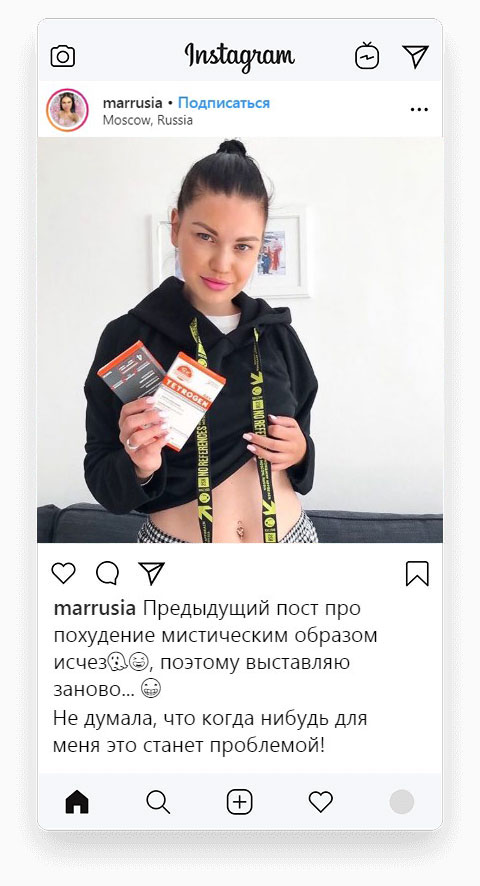 Instagram
marrusia • Подписаться
Moscow, Russia
TETROGEN
NO REFERENCES
marrusia Предыдущий пост про
похудение мистическим образом
исчез, поэтому выставляю
заново...
Не думала, что когда нибудь для
меня это станет проблемой!